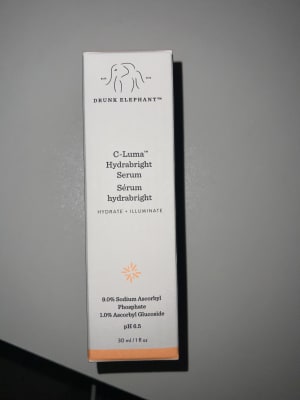 DRUNK ELEPHANT™
C-Luma™
Hydrabright
Serum
Sérum
hydrabright
HYDRATE + ILLUMINATE
9.0% Sodium Ascorbyl
Phosphate
1.0% Ascorbyl Glucoside
pH 6.5
30 ml / 1 fl oz